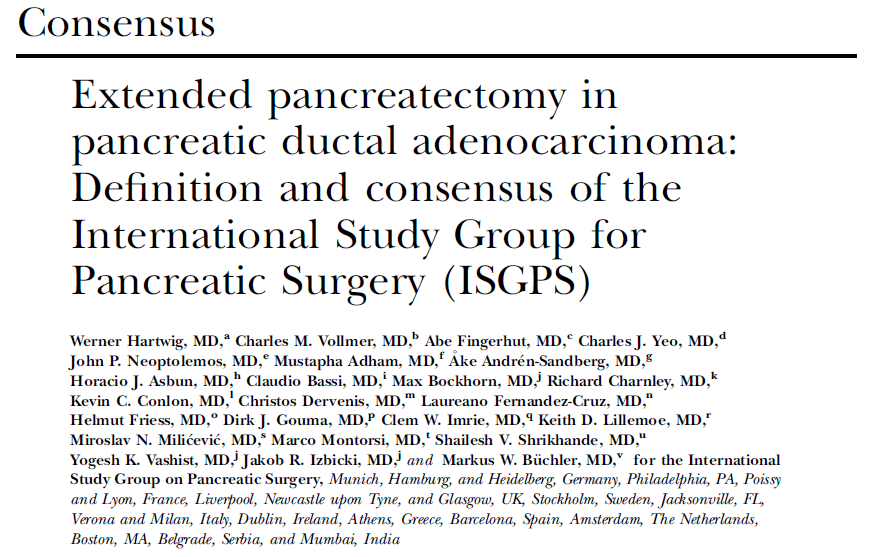 Consensus
Extended pancreatectomy in
pancreatic ductal adenocarcinoma:
Definition and consensus of the
International Study Group for
Pancreatic Surgery (ISGPS)
Werner Hartwig, MD,ᵃ Charles M. Vollmer, MD,ᵇ Abe Fingerhut, MD,ᶜ Charles J. Yeo, MD,ᵈ
John P. Neoptolemos, MD,ᵉ Mustapha Adham, MD,ᶠ Åke Andrén-Sandberg, MD,ᵍ
Horacio J. Asbun, MD,ʰ Claudio Bassi, MD,ⁱ Max Bockhorn, MD,ʲ Richard Charnley, MD,ᵏ
Kevin C. Conlon, MD,ˡ Christos Dervenis, MD,ᵐ Laureano Fernandez-Cruz, MD,ⁿ
Helmut Friess, MD,ᵒ Dirk J. Gouma, MD,ᵖ Clem W. Imrie, MD,q Keith D. Lillemoe, MD,ʳ
Miroslav N. Milićević, MD,ˢ Marco Montorsi, MD,ᵗ Shailesh V. Shrikhande, MD,ᵘ
Yogesh K. Vashist, MD,ʲ Jakob R. Izbicki, MD,ʲ and Markus W. Büchler, MD,ᵛ for the International
Study Group on Pancreatic Surgery, Munich, Hamburg, and Heidelberg, Germany, Philadelphia, PA, Poissy
and Lyon, France, Liverpool, Newcastle upon Tyne, and Glasgow, UK, Stockholm, Sweden, Jacksonville, FL,
Verona and Milan, Italy, Dublin, Ireland, Athens, Greece, Barcelona, Spain, Amsterdam, The Netherlands,
Boston, MA, Belgrade, Serbia, and Mumbai, India